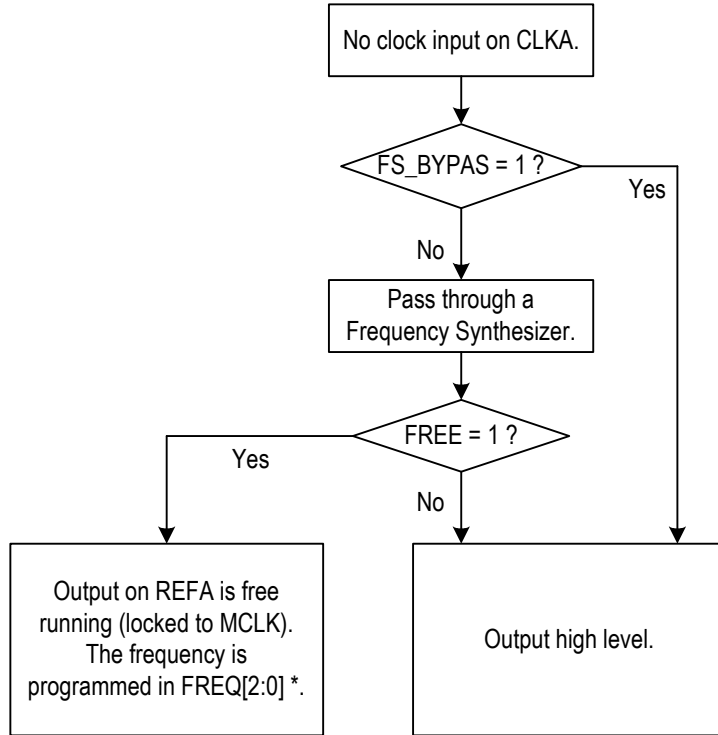 No clock input on CLKA.
FS_BYPAS = 1 ?
Yes
No
Pass through a
Frequency Synthesizer.
FREE = 1 ?
Yes
No
Output on REFA is free
running (locked to MCLK).
The frequency is
programmed in FREQ[2:0] *.
Output high level.